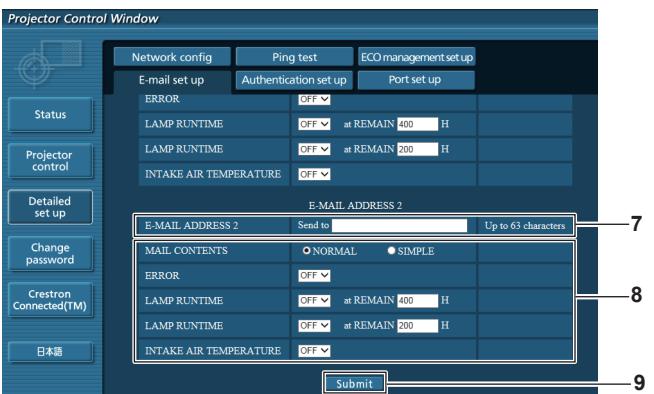 Projector Control Window
Network config Ping test ECO management set up
E-mail set up Authentication set up Port set up
Status
Projector control
Detailed set up
Change password
Crestron Connected(TM)
日本語
ERROR OFF
LAMP RUNTIME OFF at REMAIN 400 H
LAMP RUNTIME OFF at REMAIN 200 H
INTAKE AIR TEMPERATURE OFF
E-MAIL ADDRESS 2
E-MAIL ADDRESS 2 Send to Up to 63 characters 7
MAIL CONTENTS NORMAL SIMPLE
ERROR OFF
LAMP RUNTIME OFF at REMAIN 400 H 8
LAMP RUNTIME OFF at REMAIN 200 H
INTAKE AIR TEMPERATURE OFF
Submit 9